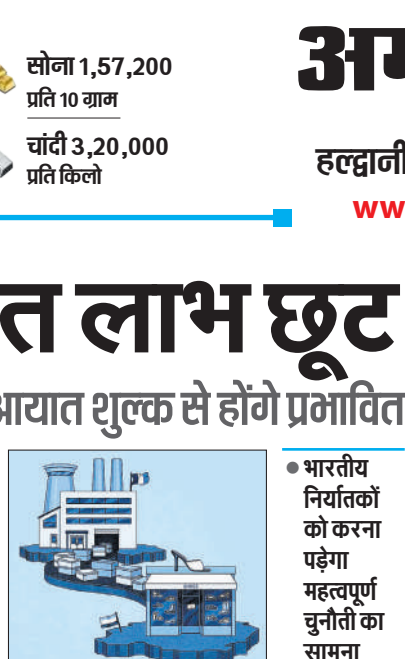 सोना 1,57,200
प्रति 10 ग्राम
चांदी 3,20,000
प्रति किलो
हल्द्वानी
ww
त लाभ छूट
आयात शुल्क से होंगे प्रभावित
भारतीय
निर्यातकों
को करना
पड़ेगा
महत्वपूर्ण
चुनौती का
सामना